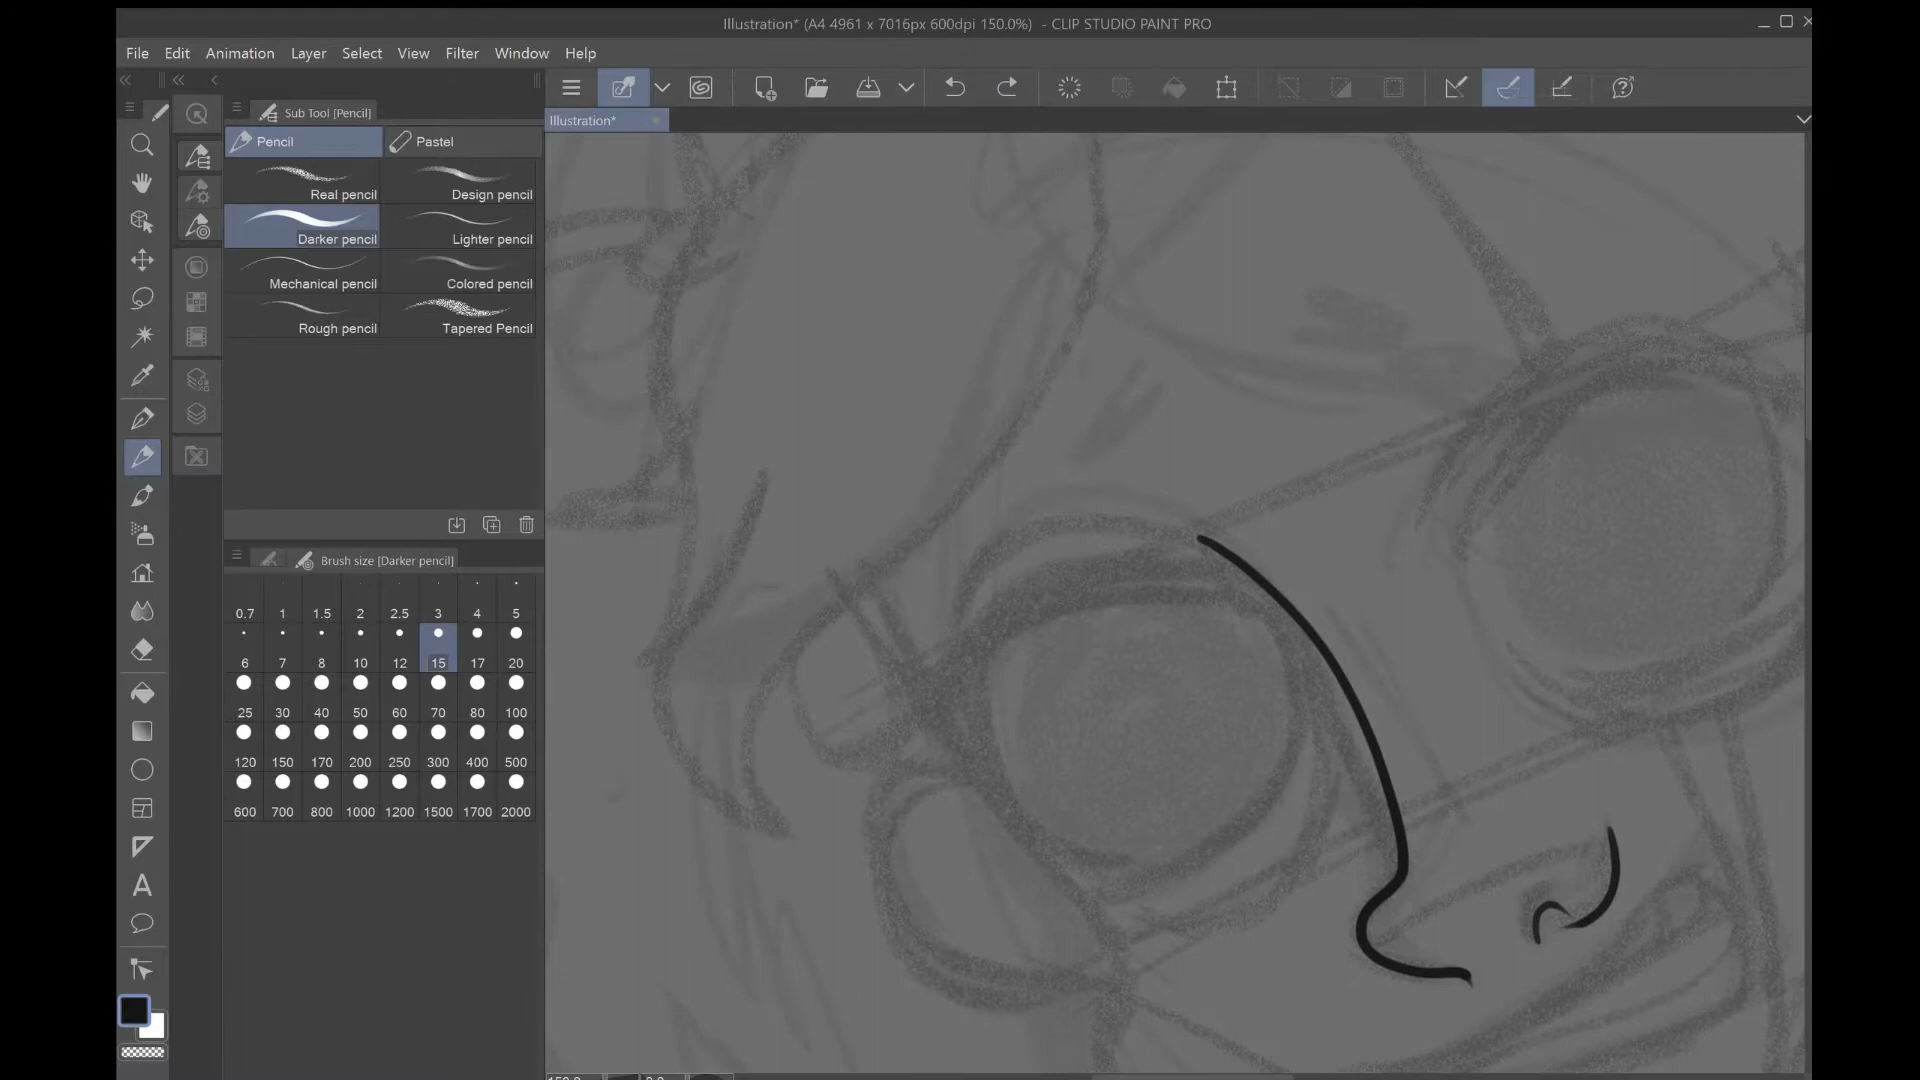 Illustration* (A4 4961 x 7016px 600dpi 150.0%) - CLIP STUDIO PAINT PRO
File Edit Animation Layer Select View Filter Window Help
Sub Tool [Pencil]
Illustration*
Pencil Pastel
Real pencil Design pencil
Darker pencil Lighter pencil
Mechanical pencil Colored pencil
Rough pencil Tapered Pencil
Brush size [Darker pencil]
0.7 1 1.5 2 2.5 3 4 5
6 7 8 10 12 15 17 20
25 30 40 50 60 70 80 100
120 150 170 200 250 300 400 500
600 700 800 1000 1200 1500 1700 2000